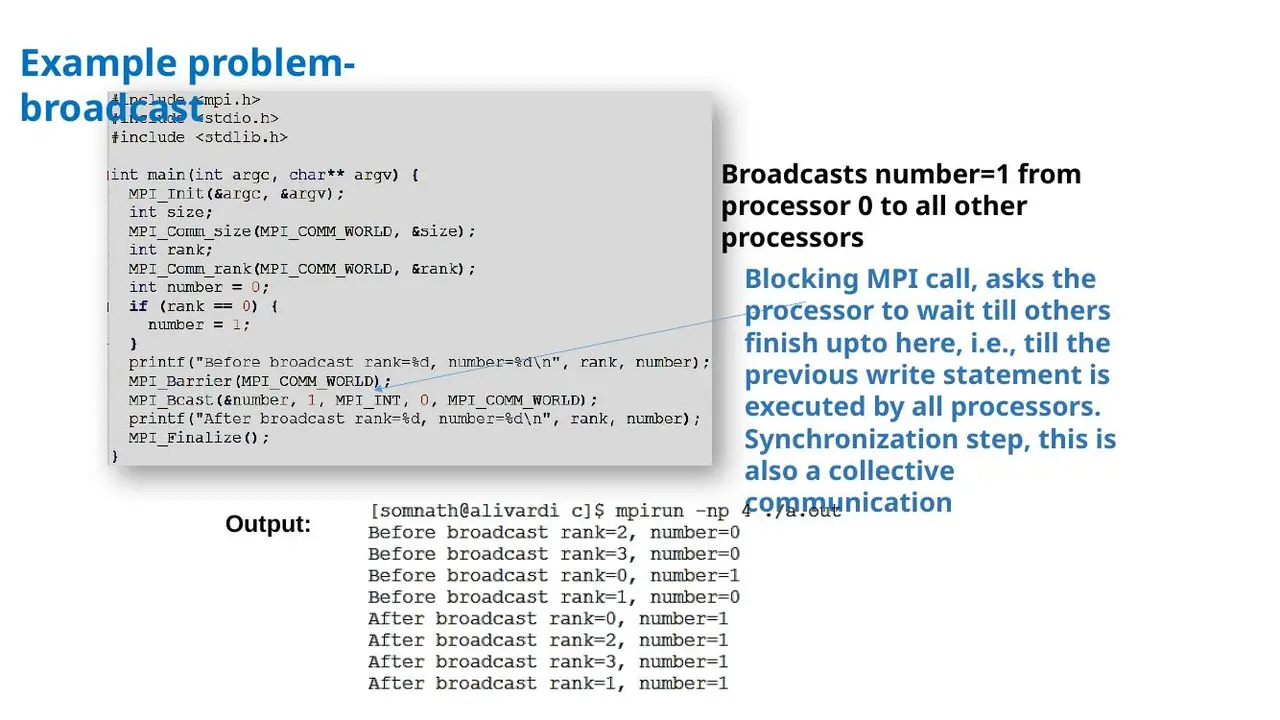 Example problem-
broadcast
#include <mpi.h>
#include <stdio.h>
#include <stdlib.h>
int main(int argc, char** argv) {
MPI_Init(&argc, &argv);
int size;
MPI_Comm_size(MPI_COMM_WORLD, &size);
int rank;
MPI_Comm_rank(MPI_COMM_WORLD, &rank);
int number = 0;
if (rank == 0) {
number = 1;
}
printf("Before broadcast rank=%d, number=%d\n", rank, number);
MPI_Barrier(MPI_COMM_WORLD);
MPI_Bcast(&number, 1, MPI_INT, 0, MPI_COMM_WORLD);
printf("After broadcast rank=%d, number=%d\n", rank, number);
MPI_Finalize();
}
Broadcasts number=1 from
processor 0 to all other
processors
Blocking MPI call, asks the
processor to wait till others
finish upto here, i.e., till the
previous write statement is
executed by all processors.
Synchronization step, this is
also a collective
communication
Output:
[somnath@alivardi c]$ mpirun -np 4 ./a.out
Before broadcast rank=2, number=0
Before broadcast rank=3, number=0
Before broadcast rank=0, number=1
Before broadcast rank=1, number=0
After broadcast rank=0, number=1
After broadcast rank=2, number=1
After broadcast rank=3, number=1
After broadcast rank=1, number=1